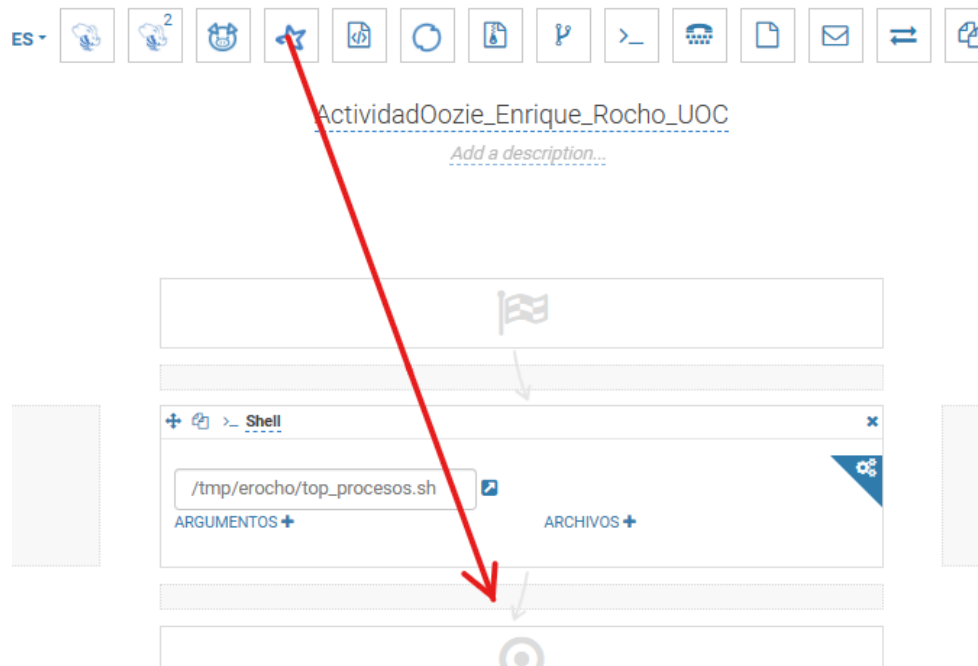 ES
2
ActividadOozie_Enrique_Rocho_UOC
Add a description...
>_ Shell
/tmp/erocho/top_procesos.sh
ARGUMENTOS +
ARCHIVOS +